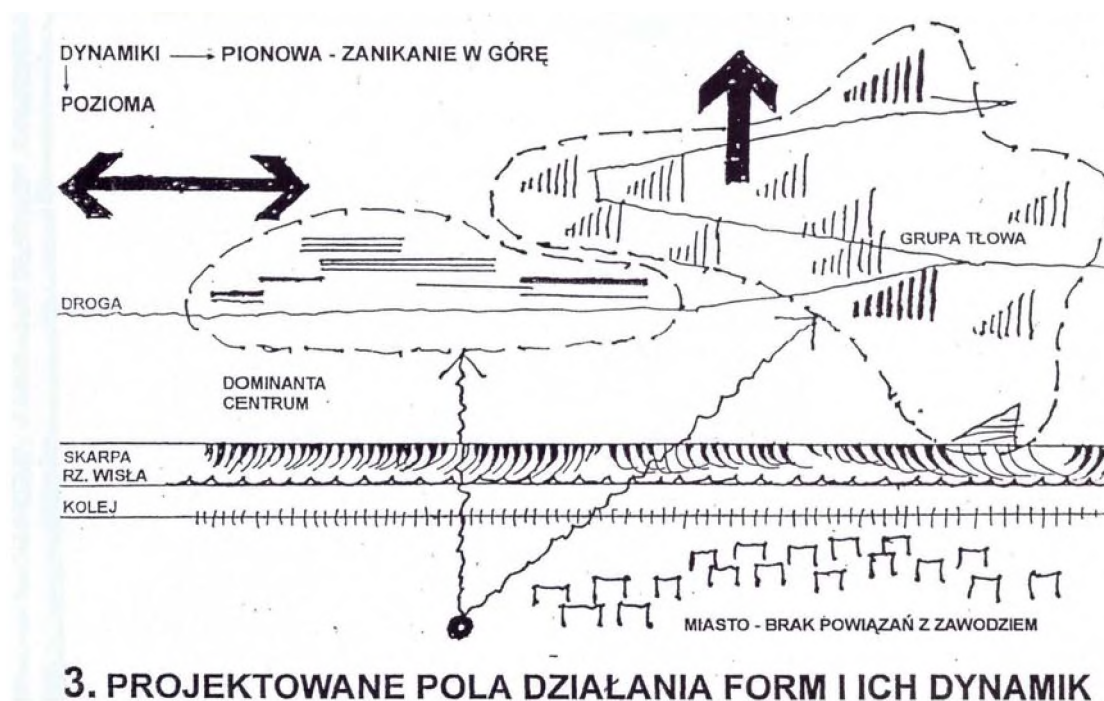 DYNAMIKI → PIONOWA - ZANIKANIE W GÓRĘ
POZIOMA
GRUPA TŁOWA
DROGA
DOMINANTA
CENTRUM
SKARPA
RZ. WISŁA
KOLEJ
MIASTO - BRAK POWIĄZAŃ Z ZAWODZIEM
3. PROJEKTOWANE POLA DZIAŁANIA FORM I ICH DYNAMIK